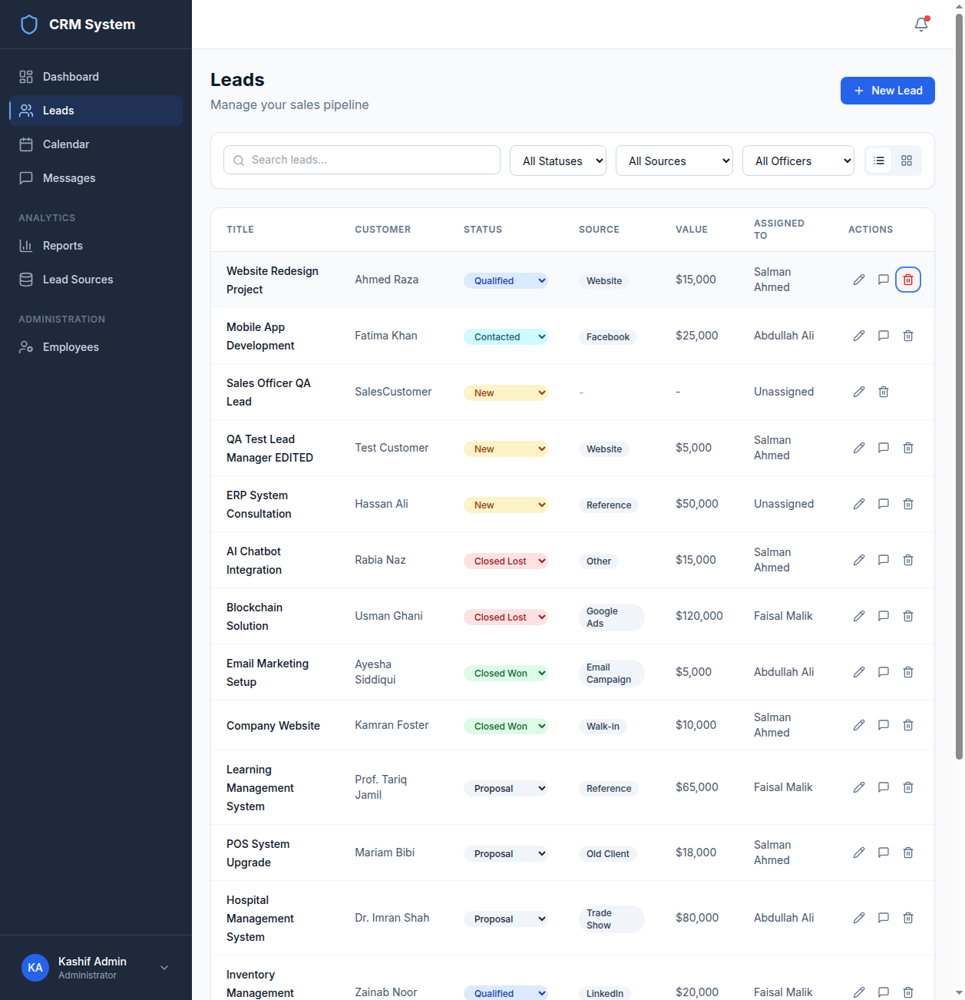 CRM System
Dashboard
Leads
Calendar
Messages
ANALYTICS
Reports
Lead Sources
ADMINISTRATION
Employees
KA
Kashif Admin
Administrator
Leads
Manage your sales pipeline
New Lead
Search leads...
All Statuses
All Sources
All Officers
TITLE CUSTOMER STATUS SOURCE VALUE ASSIGNED TO ACTIONS
Website Redesign
Project
Ahmed Raza
Qualified
Website
$15,000
Salman
Ahmed
Mobile App
Development
Fatima Khan
Contacted
Facebook
$25,000
Abdullah Ali
Sales Officer QA
Lead
SalesCustomer
New
-
-
Unassigned
QA Test Lead
Manager EDITED
Test Customer
New
Website
$5,000
Salman
Ahmed
ERP System
Consultation
Hassan Ali
New
Reference
$50,000
Unassigned
AI Chatbot
Integration
Rabia Naz
Closed Lost
Other
$15,000
Salman
Ahmed
Blockchain
Solution
Usman Ghani
Closed Lost
Google
Ads
$120,000
Faisal Malik
Email Marketing
Setup
Ayesha
Siddiqui
Closed Won
Email
Campaign
$5,000
Abdullah Ali
Company Website
Kamran Foster
Closed Won
Walk-in
$10,000
Salman
Ahmed
Learning
Management
System
Prof. Tariq
Jamil
Proposal
Reference
$65,000
Faisal Malik
POS System
Upgrade
Mariam Bibi
Proposal
Old Client
$18,000
Salman
Ahmed
Hospital
Management
System
Dr. Imran Shah
Proposal
Trade
Show
$80,000
Abdullah Ali
Inventory
Management
Zainab Noor
Qualified
LinkedIn
$20,000
Faisal Malik